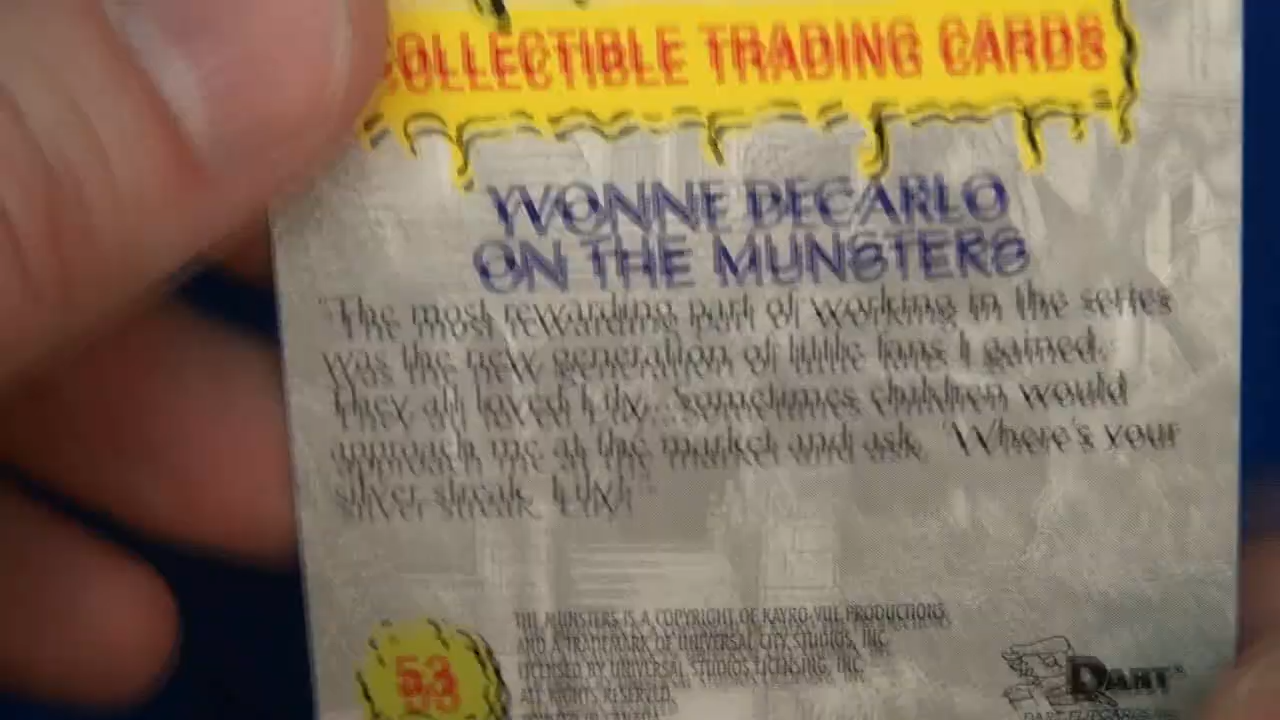 COLLECTIBLE TRADING CARDS
YVONNE DECARLO
ON THE MUNSTERS
"The most rewarding part of working in the series
was the new generation of little fans I gained.
They all loved Lily... Sometimes children would
approach me at the market and ask, 'Where's your
silver streak, Lily?'"
THE MUNSTERS IS A COPYRIGHT OF KAYRO-VUE PRODUCTIONS
AND A TRADEMARK OF UNIVERSAL CITY STUDIOS, INC.
LICENSED BY UNIVERSAL STUDIOS LICENSING, INC.
ALL RIGHTS RESERVED.
53
DART